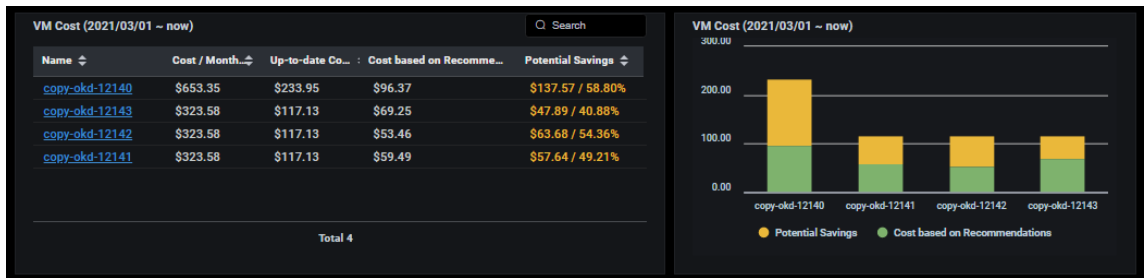 VM Cost (2021/03/01 ~ now)
Search
Name Cost / Month... Up-to-date Co... : Cost based on Recomme... Potential Savings
copy-okd-12140 $653.35 $233.95 $96.37 $137.57 / 58.80%
copy-okd-12143 $323.58 $117.13 $69.25 $47.89 / 40.88%
copy-okd-12142 $323.58 $117.13 $53.46 $63.68 / 54.36%
copy-okd-12141 $323.58 $117.13 $59.49 $57.64 / 49.21%
Total 4
VM Cost (2021/03/01 ~ now)
300.00
200.00
100.00
0.00
copy-okd-12140 copy-okd-12141 copy-okd-12142 copy-okd-12143
Potential Savings Cost based on Recommendations